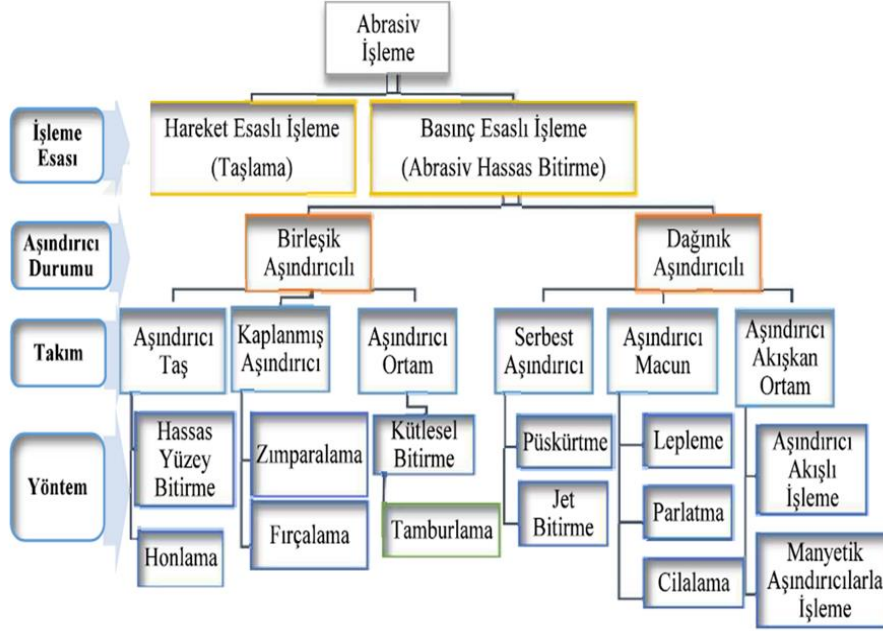 Abrasiv
İşleme
İşleme
Esası
Hareket Esaslı İşleme
(Taşlama)
Basınç Esaslı İşleme
(Abrasiv Hassas Bitirme)
Aşındırıcı
Durumu
Birleşik
Aşındırıcılı
Dağınık
Aşındırıcılı
Takım
Aşındırıcı
Taş
Kaplanmış
Aşındırıcı
Aşındırıcı
Ortam
Serbest
Aşındırıcı
Aşındırıcı
Macun
Aşındırıcı
Akışkan
Ortam
Yöntem
Hassas
Yüzey
Bitirme
Honlama
Zımparalama
Fırçalama
Kütlesel
Bitirme
Tamburlama
Püskürtme
Jet
Bitirme
Lepleme
Parlatma
Cilalama
Aşındırıcı
Akışlı
İşleme
Manyetik
Aşındırıcılarla
İşleme